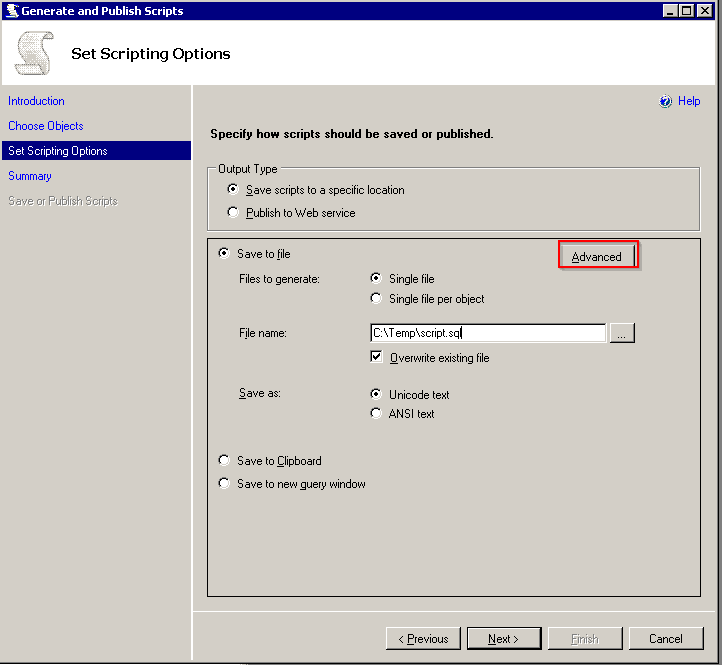 Generate and Publish Scripts
Set Scripting Options
Introduction
Choose Objects
Set Scripting Options
Summary
Save or Publish Scripts
Help
Specify how scripts should be saved or published.
Output Type
Save scripts to a specific location
Publish to Web service
Save to file
Advanced
Files to generate:
Single file
Single file per object
File name:
C:\Temp\script.sql
...
Overwrite existing file
Save as:
Unicode text
ANSI text
Save to Clipboard
Save to new query window
< Previous
Next >
Finish
Cancel